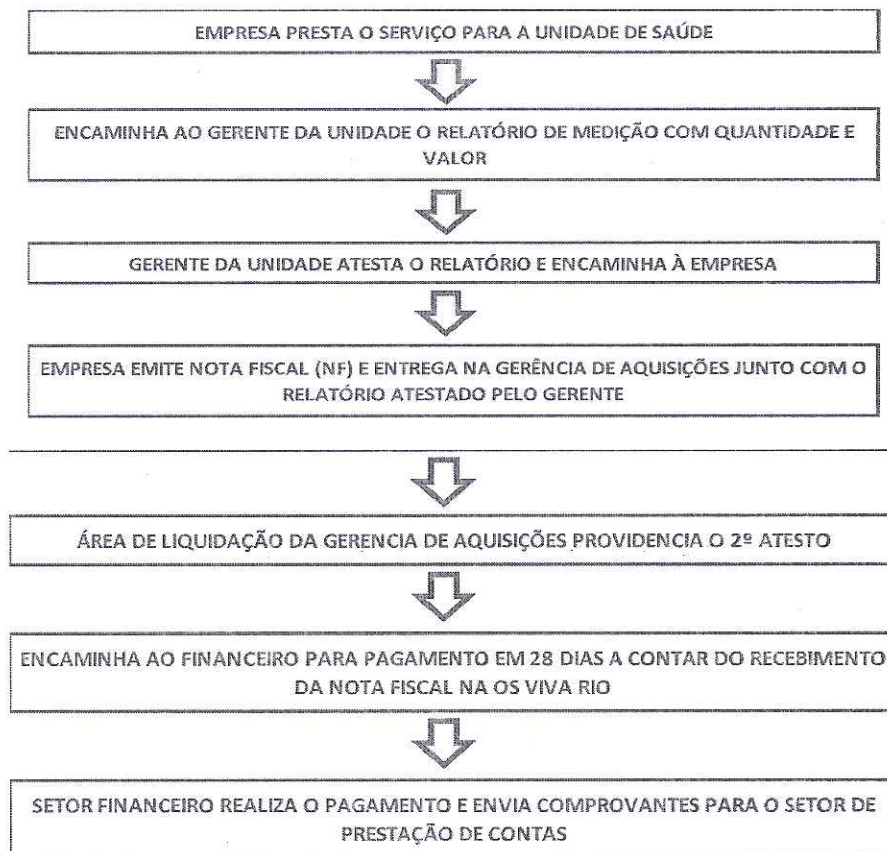 EMPRESA PRESTA O SERVIÇO PARA A UNIDADE DE SAÚDE
ENCAMINHA AO GERENTE DA UNIDADE O RELATÓRIO DE MEDIÇÃO COM QUANTIDADE E
VALOR
GERENTE DA UNIDADE ATESTA O RELATÓRIO E ENCAMINHA À EMPRESA
EMPRESA EMITE NOTA FISCAL (NF) E ENTREGA NA GERÊNCIA DE AQUISIÇÕES JUNTO COM O
RELATÓRIO ATESTADO PELO GERENTE
ÁREA DE LIQUIDAÇÃO DA GERENCIA DE AQUISIÇÕES PROVIDENCIA O 2º ATESTO
ENCAMINHA AO FINANCEIRO PARA PAGAMENTO EM 28 DIAS A CONTAR DO RECEBIMENTO
DA NOTA FISCAL NA OS VIVA RIO
SETOR FINANCEIRO REALIZA O PAGAMENTO E ENVIA COMPROVANTES PARA O SETOR DE
PRESTAÇÃO DE CONTAS